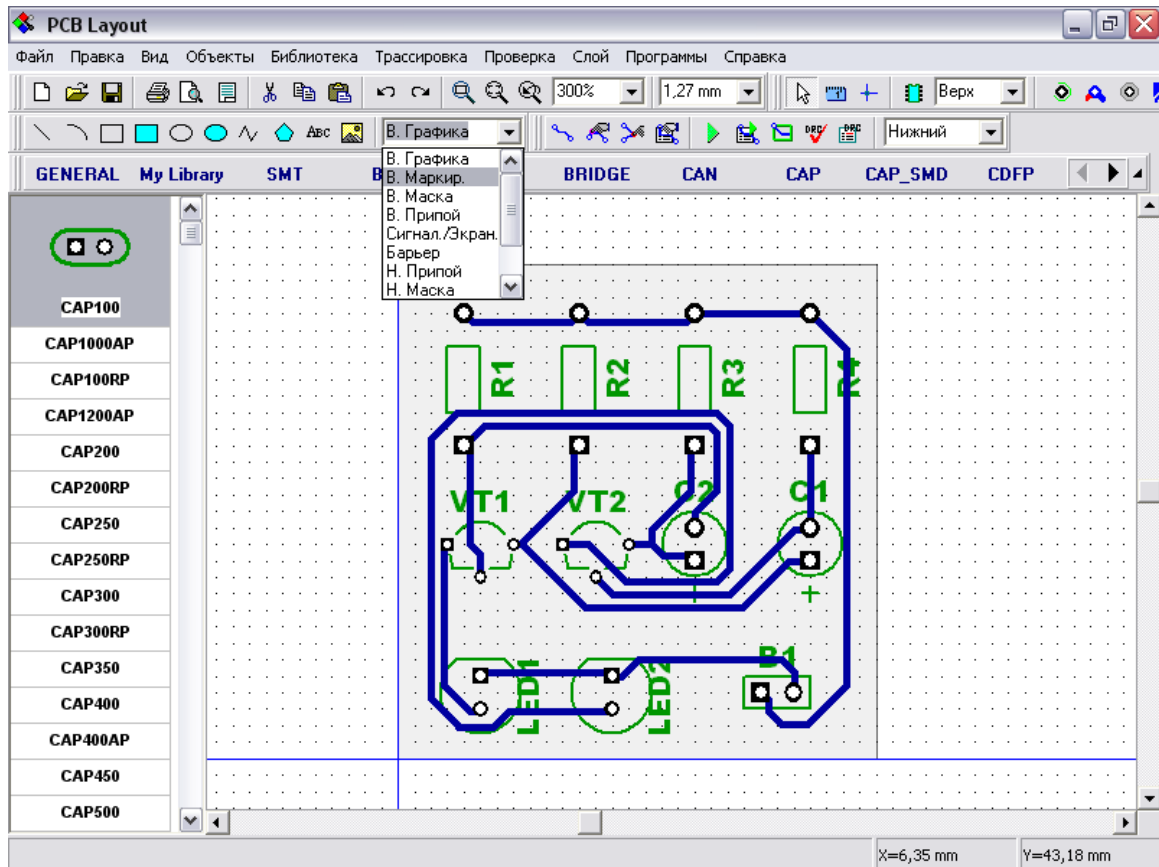 PCB Layout
Файл Правка Вид Объекты Библиотека Трассировка Проверка Слой Программы Справка
300% 1,27 mm Верх
ABC В. Графика DRC DRC Нижний
GENERAL My Library SMT B BRIDGE CAN CAP CAP_SMD CDFP
В. Графика
В. Маркир.
В. Маска
В. Припой
Сигнал./Экран.
Барьер
Н. Припой
Н. Маска
CAP100
CAP1000AP
CAP100RP
CAP1200AP
CAP200
CAP200RP
CAP250
CAP250RP
CAP300
CAP300RP
CAP350
CAP400
CAP400AP
CAP450
CAP500
R1 R2 R3 R4
VT1 VT2 C2 C1
+ +
LED1 LED2 B1
X=6,35 mm Y=43,18 mm